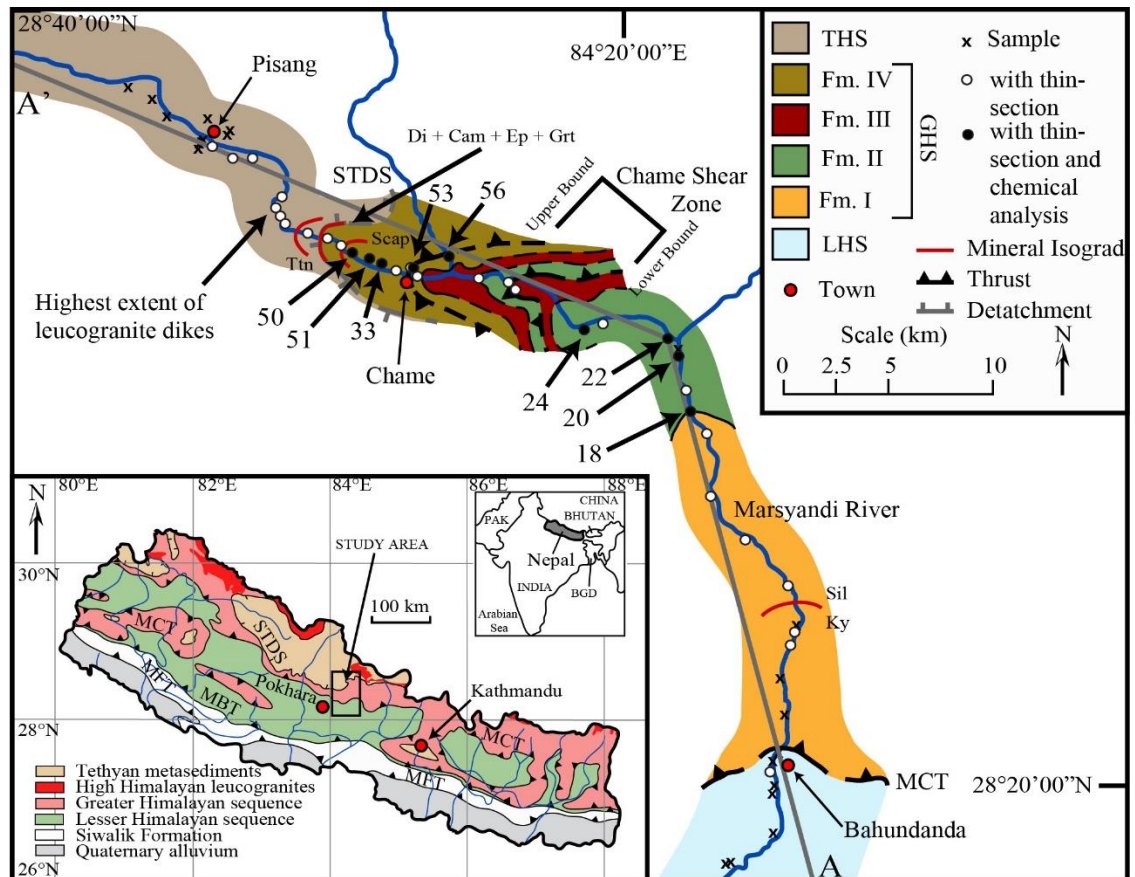 28°40'00”N
84°20'00”E
Pisang
A'
Di + Cam + Ep + Grt
STDS
53
56
Upper Bound
Chame Shear
Zone
Lower Bound
Scap
Ttn
Highest extent of
leucogranite dikes
50
51
33
Chame
24
22
20
18
Marsyandi River
Sil
Ky
MCT
28°20'00”N
Bahundanda
A
THS
Fm. IV
Fm. III
Fm. II
Fm. I
LHS
GHS
Town
x Sample
with thin-
section
with thin-
section and
chemical
analysis
Mineral Isograd
Thrust
Detatchment
Scale (km)
0 2.5 5 10
N
N
80°E
82°E
84°E
86°E
88°E
30°N
28°N
26°N
STUDY AREA
100 km
MCT
STDS
MFT
MBT
Pokhara
Kathmandu
MCT
MFT
PAK
CHINA
BHUTAN
Nepal
INDIA
BGD
Arabian
Sea
Tethyan metasediments
High Himalayan leucogranites
Greater Himalayan sequence
Lesser Himalayan sequence
Siwalik Formation
Quaternary alluvium